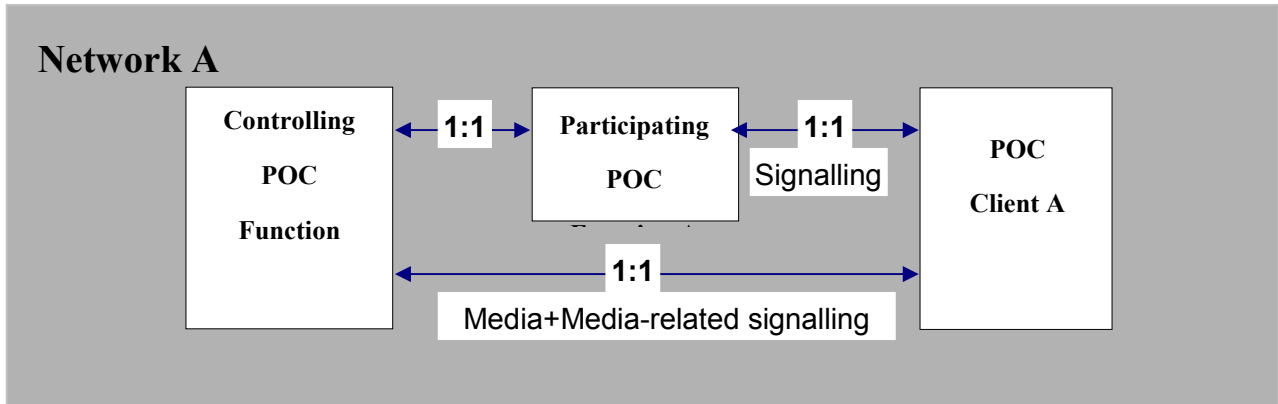 Network A
Controlling
POC
Function
1:1
Participating
POC
1:1
Signalling
POC
Client A
1:1
Media+Media-related signalling